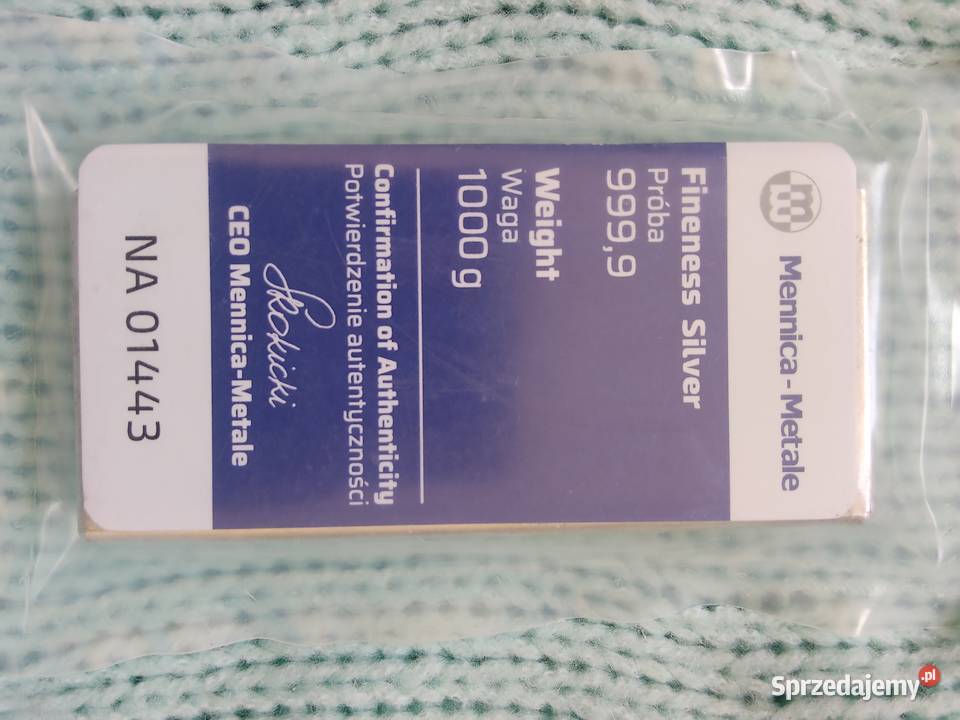 Mennica-Metale
Fineness Silver
Próba
999,9
Weight
Waga
1000 g
Confirmation of Authenticity
Potwierdzenie autentyczności
Skokicki
CEO Mennica-Metale
NA 01443
Sprzedajemy.pl